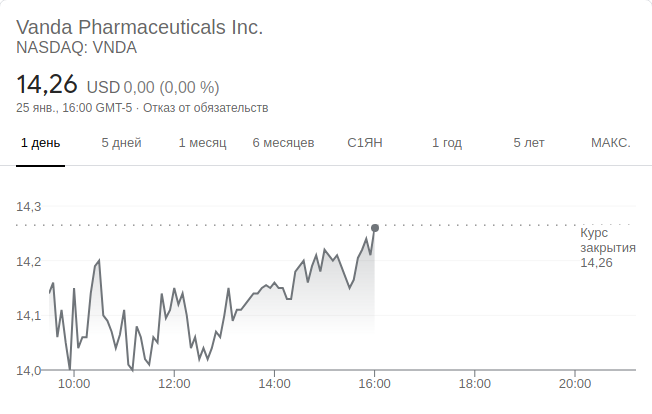 Vanda Pharmaceuticals Inc.
NASDAQ: VNDA
14,26 USD 0,00 (0,00 %)
25 янв., 16:00 GMT-5 · Отказ от обязательств
1 день 5 дней 1 месяц 6 месяцев С1ЯН 1 год 5 лет МАКС.
14,3
Курс
закрытия
14,26
14,2
14,1
14,0
10:00 12:00 14:00 16:00 18:00 20:00